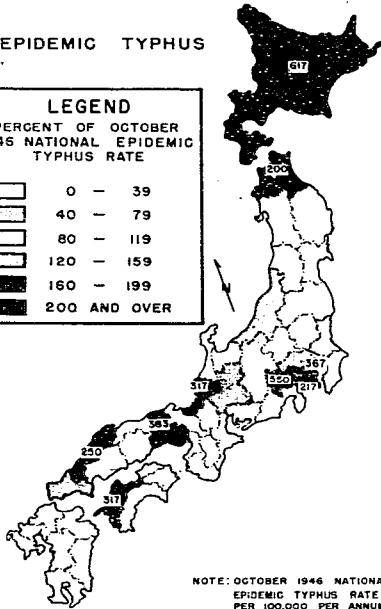 EPIDEMIC TYPHUS
617
LEGEND
PERCENT OF OCTOBER
46 NATIONAL EPIDEMIC
TYPHUS RATE
0 — 39
40 — 79
80 — 119
120 — 159
160 — 199
200 AND OVER
200
367
550
217
317
383
250
317
NOTE: OCTOBER 1946 NATIONA
EPIDEMIC TYPHUS RATE
PER 100,000 PER ANNU